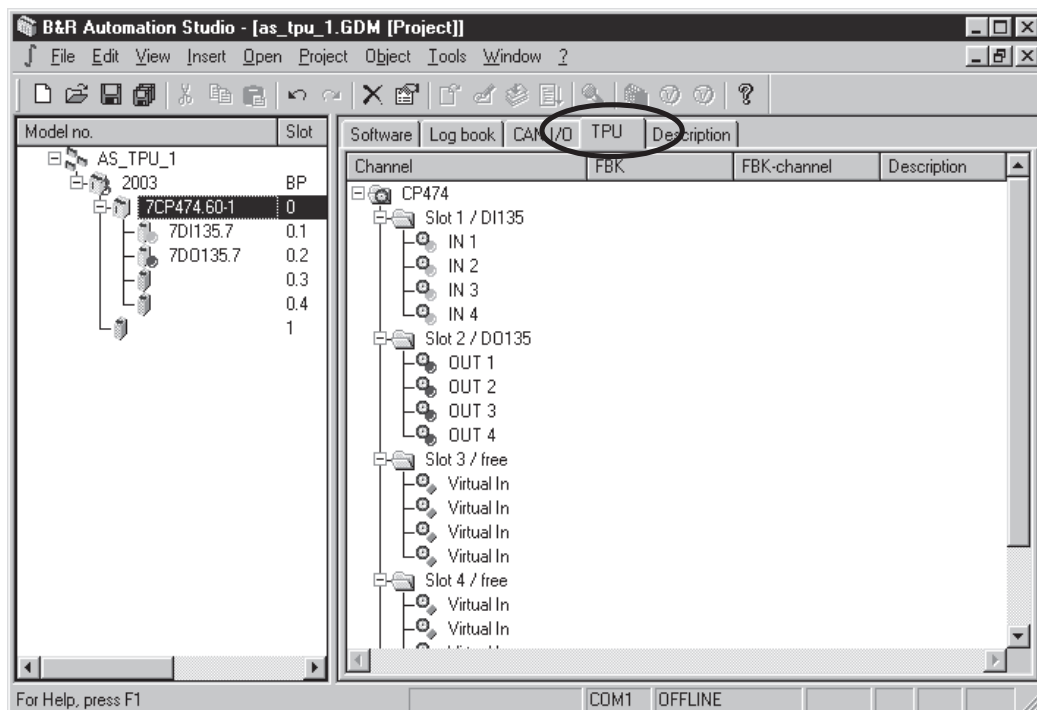 B&R Automation Studio - [as_tpu_1.GDM [Project]]
File Edit View Insert Open Project Object Tools Window ?
Model no. Slot
AS_TPU_1
2003 BP
7CP474.60-1 0
7DI135.7 0.1
7DO135.7 0.2
0.3
0.4
1
Software Log book CAN I/O TPU Description
Channel FBK FBK-channel Description
CP474
Slot 1 / DI135
IN 1
IN 2
IN 3
IN 4
Slot 2 / DO135
OUT 1
OUT 2
OUT 3
OUT 4
Slot 3 / free
Virtual In
Virtual In
Virtual In
Virtual In
Slot 4 / free
Virtual In
Virtual In
For Help, press F1 COM1 OFFLINE